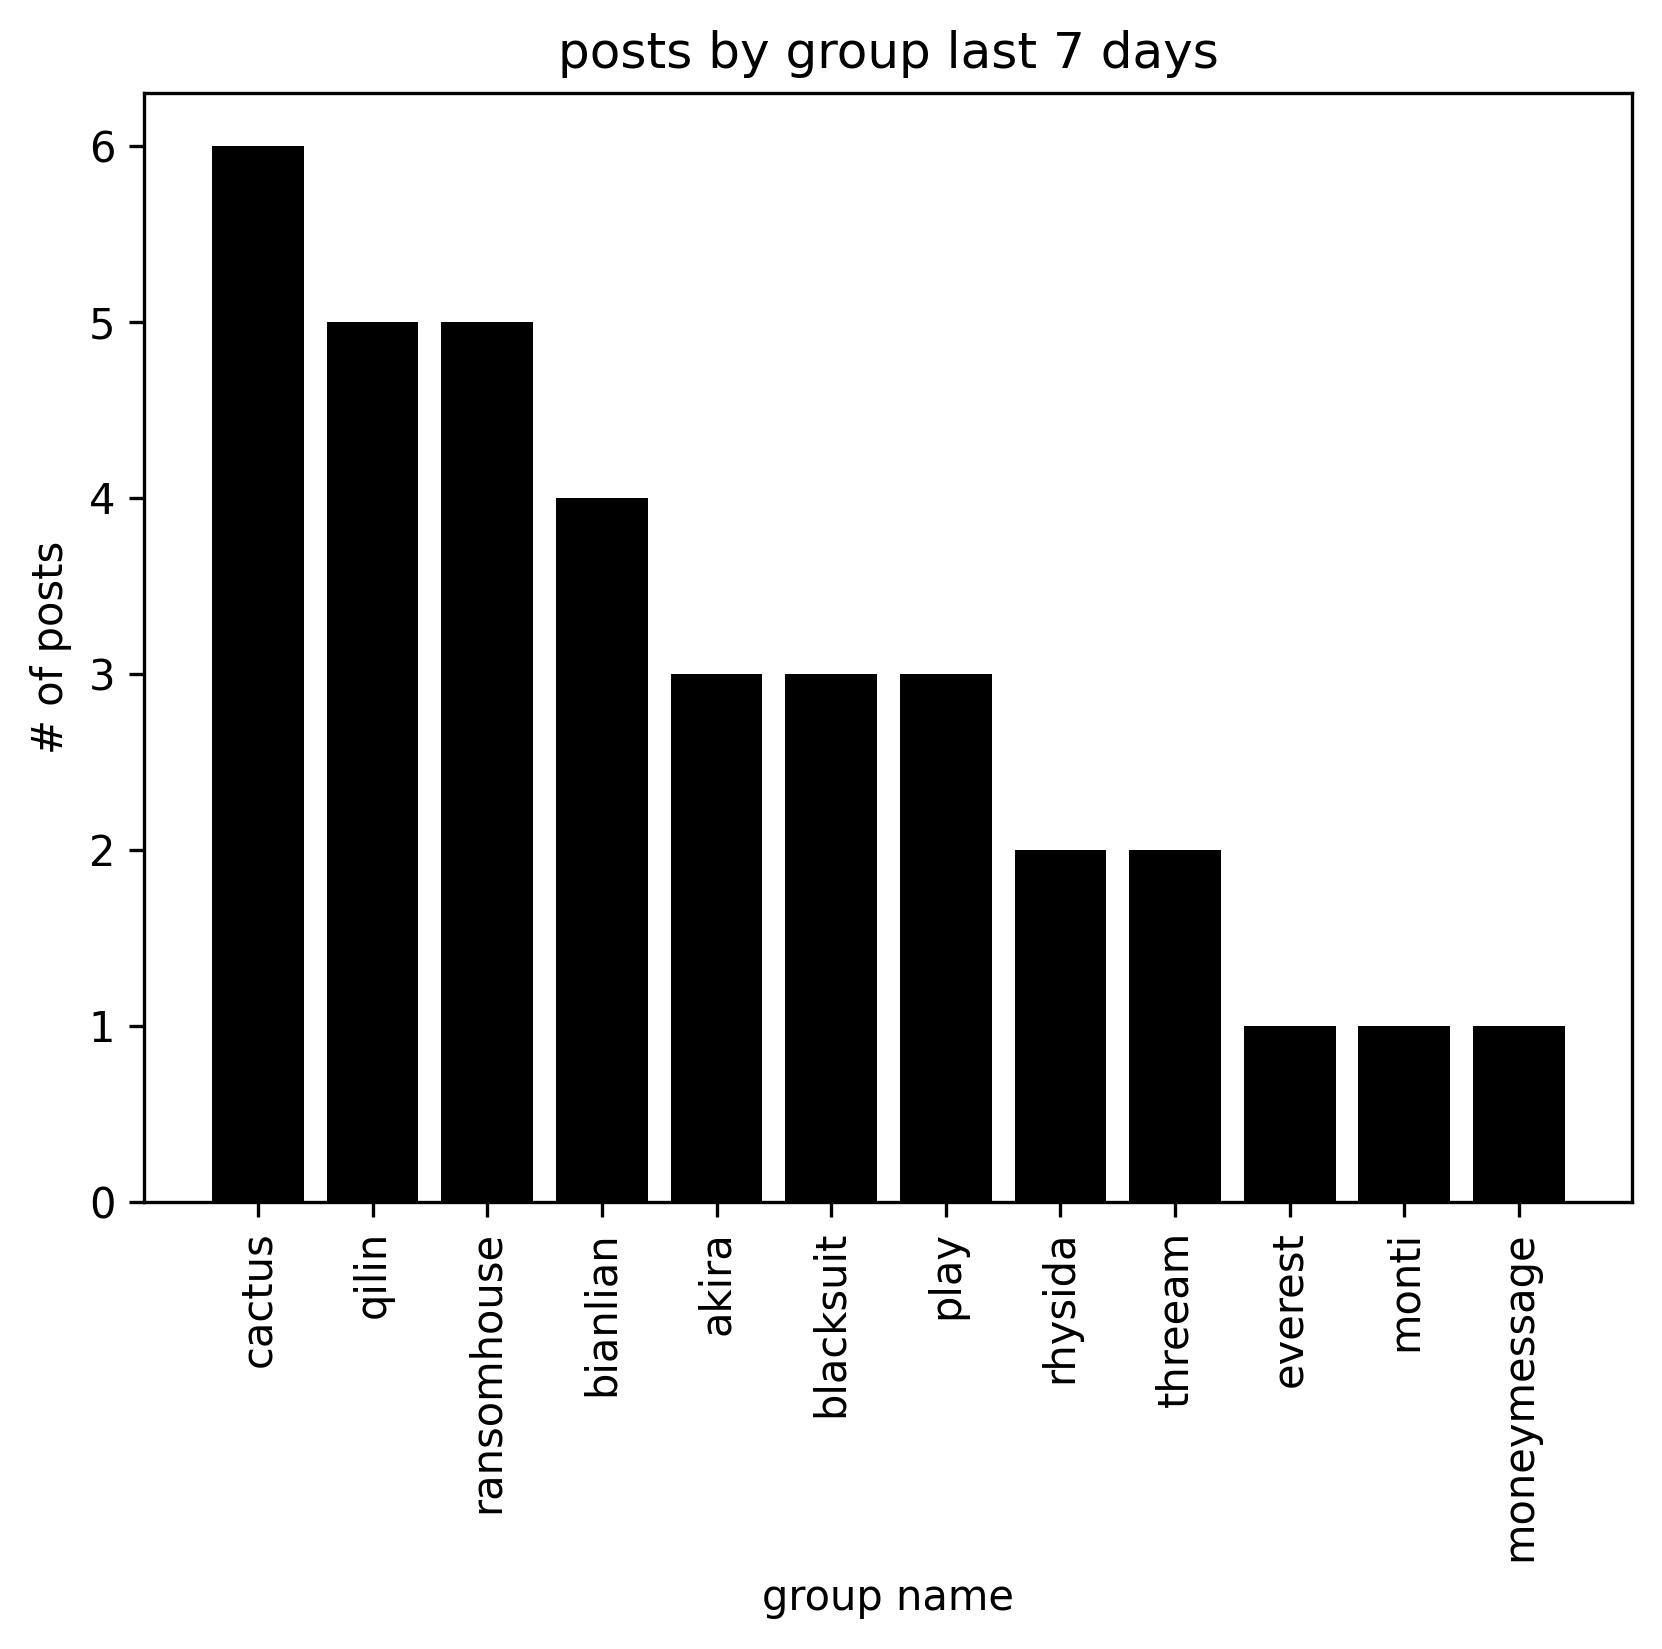 posts by group last 7 days
6
5
4
3
2
1
0
# of posts
cactus
qilin
ransomhouse
bianlian
akira
blacksuit
play
rhysida
threeam
everest
monti
moneymessage
group name